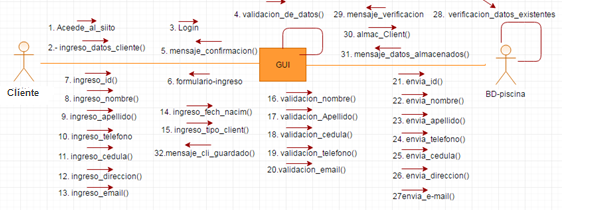 4. validacion_de_datos()
29. mensaje_verificacion
28. verificacion_datos_existentes
1. Acede_al_siito
3. Login
30. almac_Client()
2.- ingreso_datos_cliente()
5. mensaje_confirmacion()
31. mensaje_datos_almacenados()
GUI
7. ingreso_id()
6. formulario-ingreso
21. envia_id()
Cliente
BD-piscina
8. ingreso_nombre()
16. validacion_nombre()
22. envia_nombre()
9. ingreso_apellido()
14. ingreso_fech_nacim()
17. validacion_Apellido()
23. envia_apellido()
10. ingreso_telefono
15. ingreso_tipo_client()
18. validacion_cedula()
24. envia_telefono()
11. ingreso_cedula()
32.mensaje_cli_guardado()
19. validacion_telefono()
25. envia_cedula()
12. ingreso_direccion()
20.validacion_email()
26. envia_direccion()
13. ingreso_email()
27envia_e-mail()